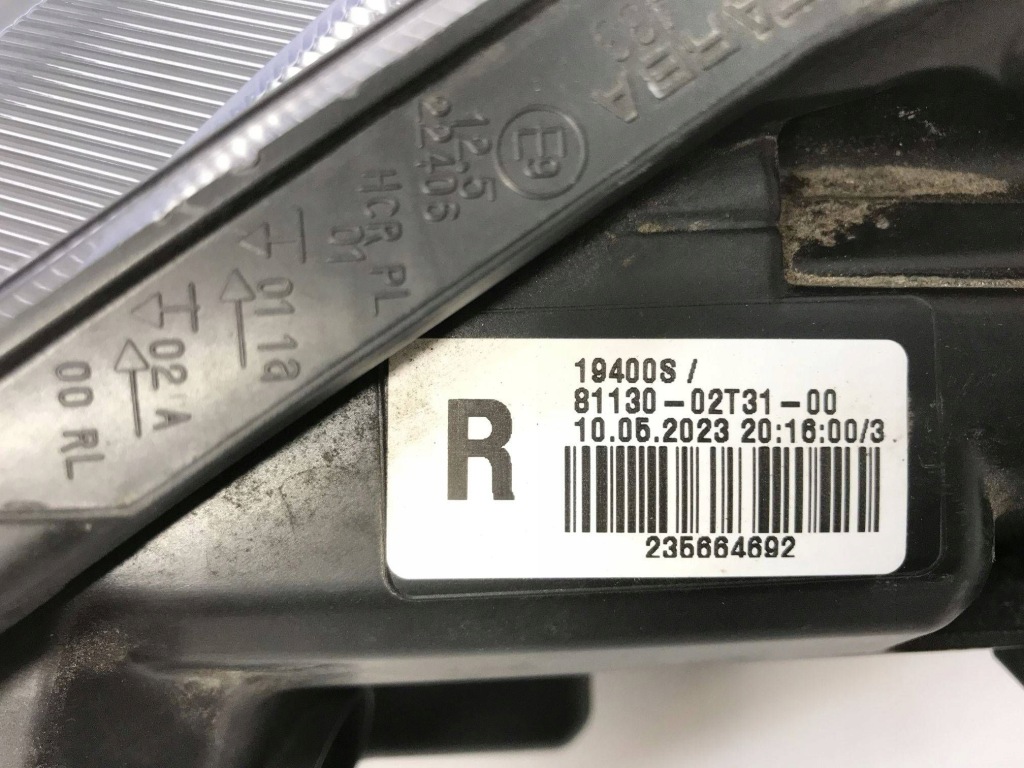 E9
12.5
22406
HCR PL
01
01 1a
02 A
00 RL
R
19400S /
81130-02T31-00
10.05.2023 20:16:00/3
235664692